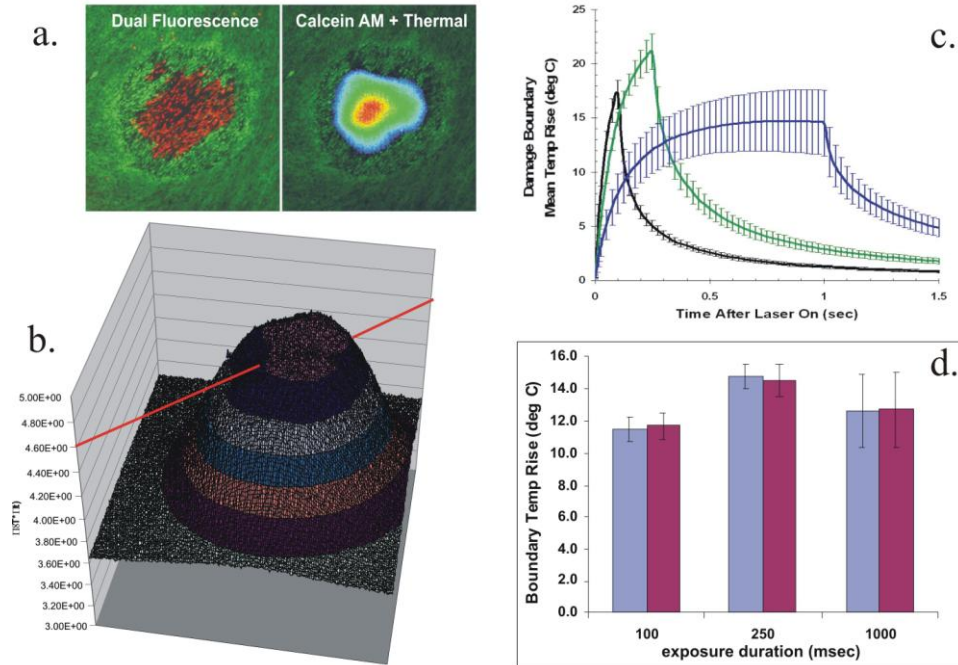 a.
Dual Fluorescence
Calcein AM + Thermal
b.
5.00E+00
4.80E+00
4.60E+00
4.40E+00
4.20E+00
4.00E+00
3.80E+00
3.60E+00
3.40E+00
3.20E+00
3.00E+00
c.
Damage Boundary
Mean Temp Rise (deg C)
25
20
15
10
5
0
0
0.5
1
1.5
Time After Laser On (sec)
d.
Boundary Temp Rise (deg C)
16.0
14.0
12.0
10.0
8.0
6.0
4.0
2.0
0.0
100
250
1000
exposure duration (msec)